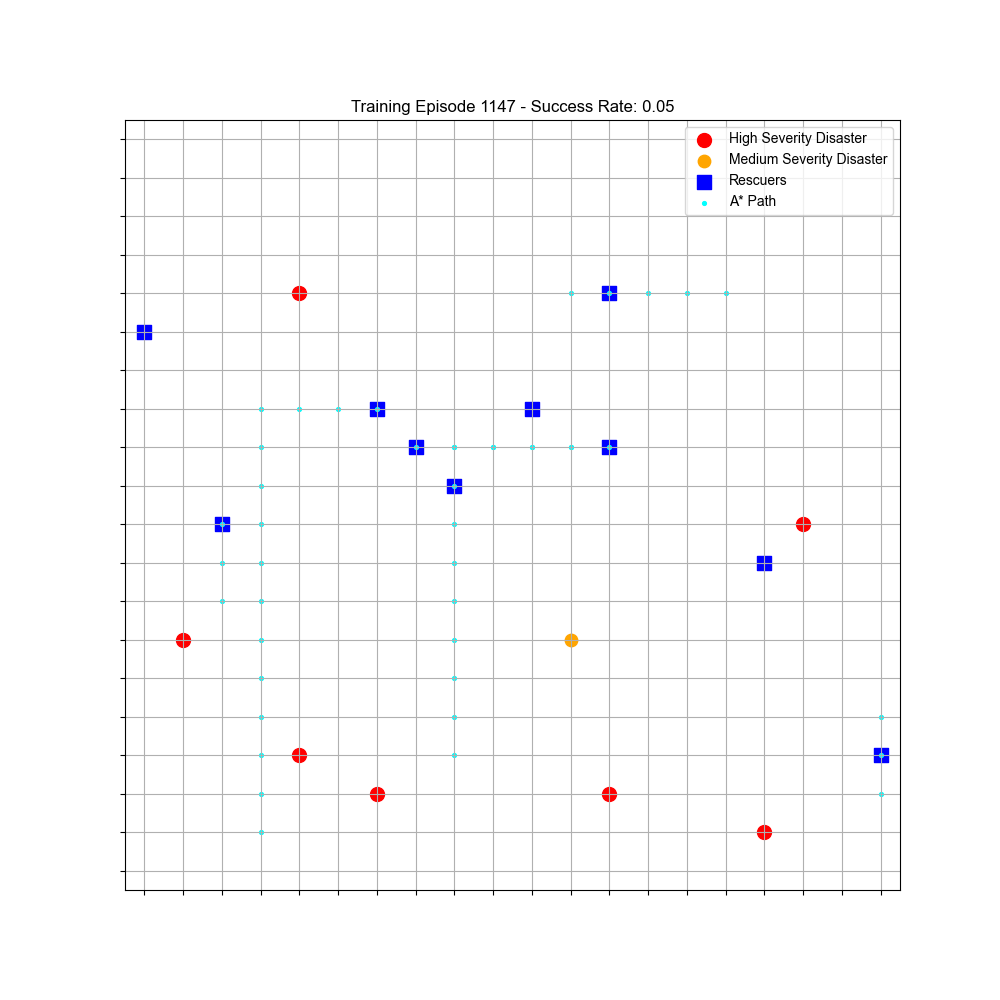 Training Episode 1147 - Success Rate: 0.05
High Severity Disaster
Medium Severity Disaster
Rescuers
A* Path